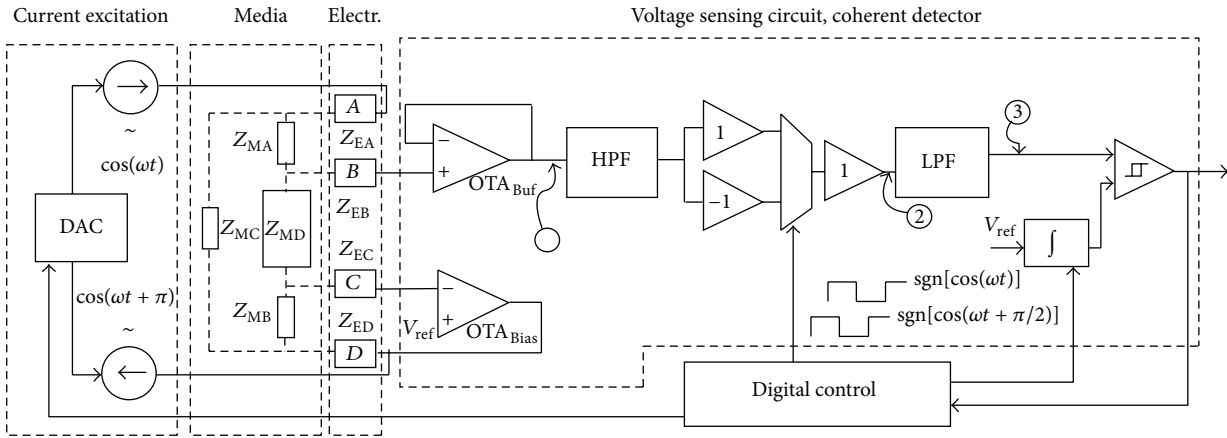 Current excitation
Media
Electr.
Voltage sensing circuit, coherent detector
~
cos(ωt)
DAC
cos(ωt + π)
~
Z_MA
Z_MC
Z_MD
Z_MB
A
Z_EA
B
Z_EB
Z_EC
C
Z_ED
D
−
+
OTA_Buf
−
+
V_ref
OTA_Bias
HPF
1
−1
1
2
LPF
3
V_ref
∫
sgn[cos(ωt)]
sgn[cos(ωt + π/2)]
Digital control